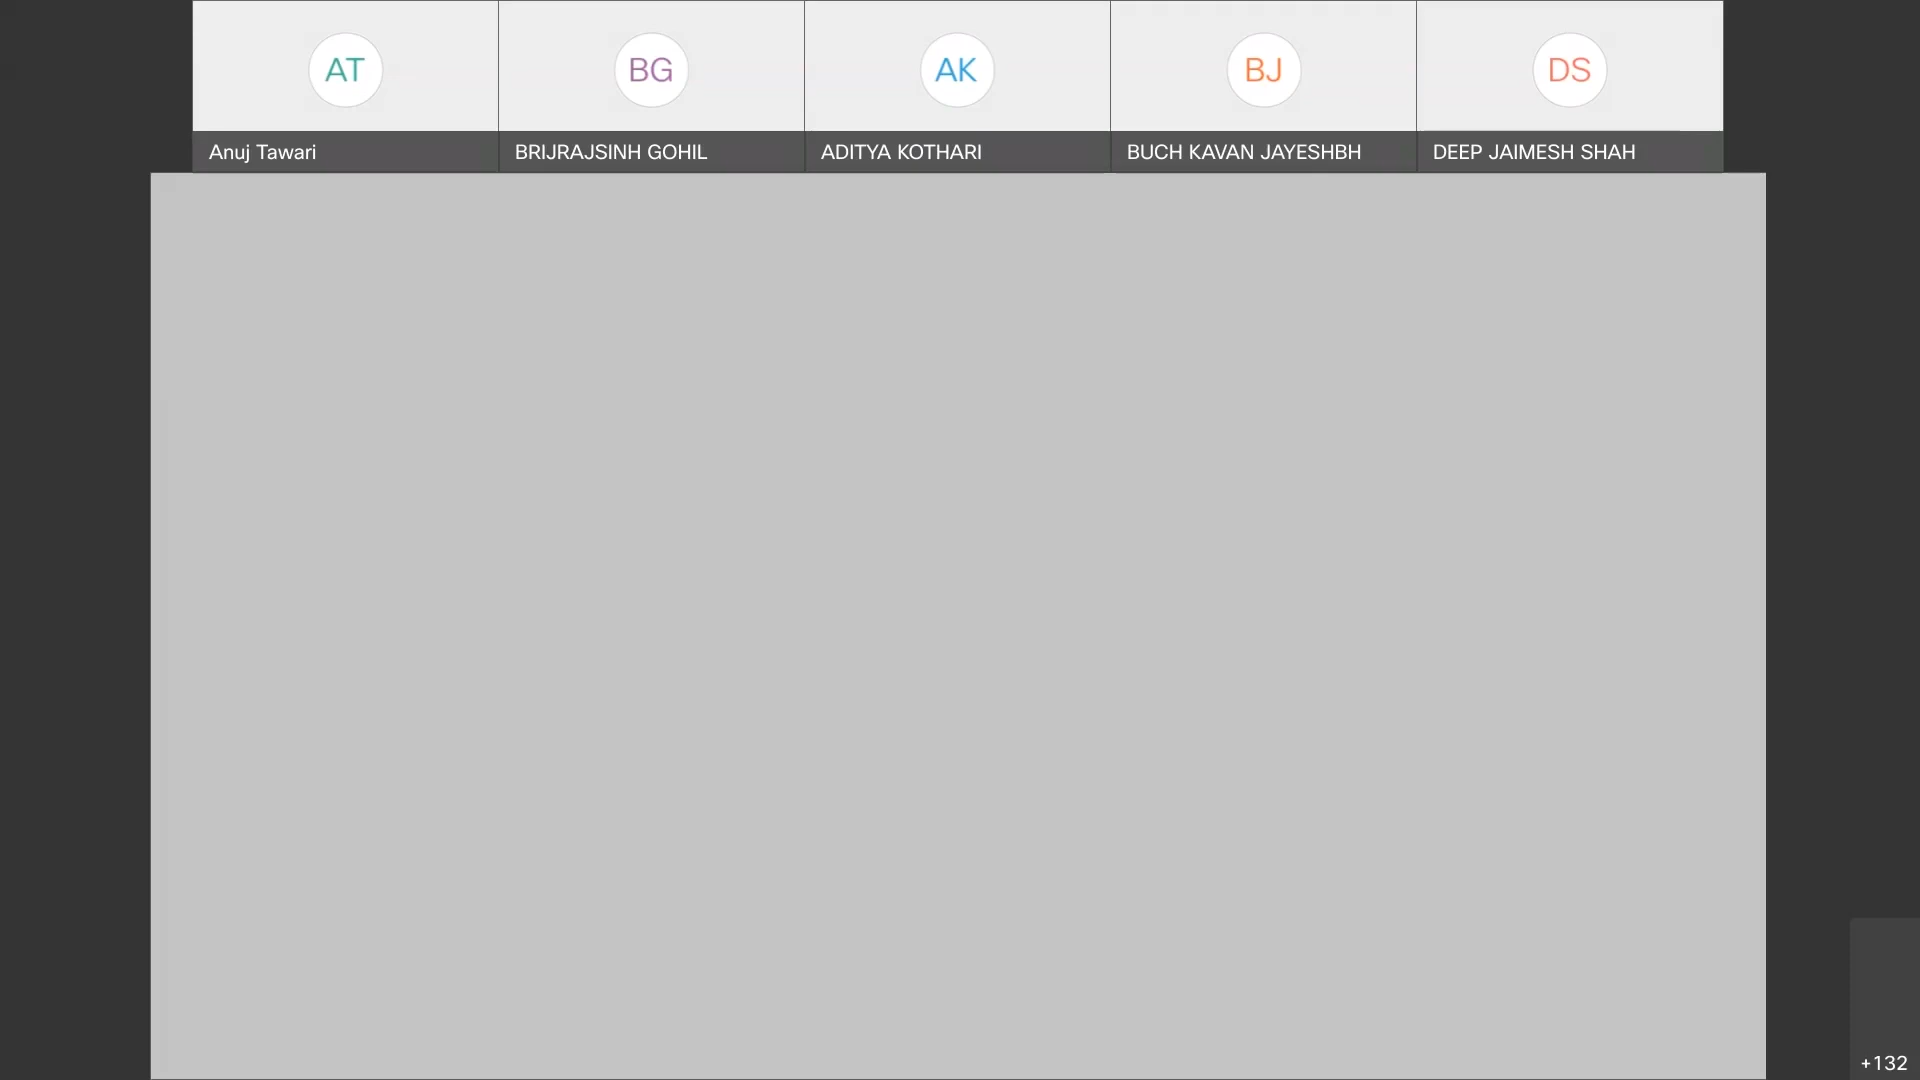 AT
BG
AK
BJ
DS
Anuj Tawari
BRIJRAJSINH GOHIL
ADITYA KOTHARI
BUCH KAVAN JAYESHBH
DEEP JAIMESH SHAH
+132